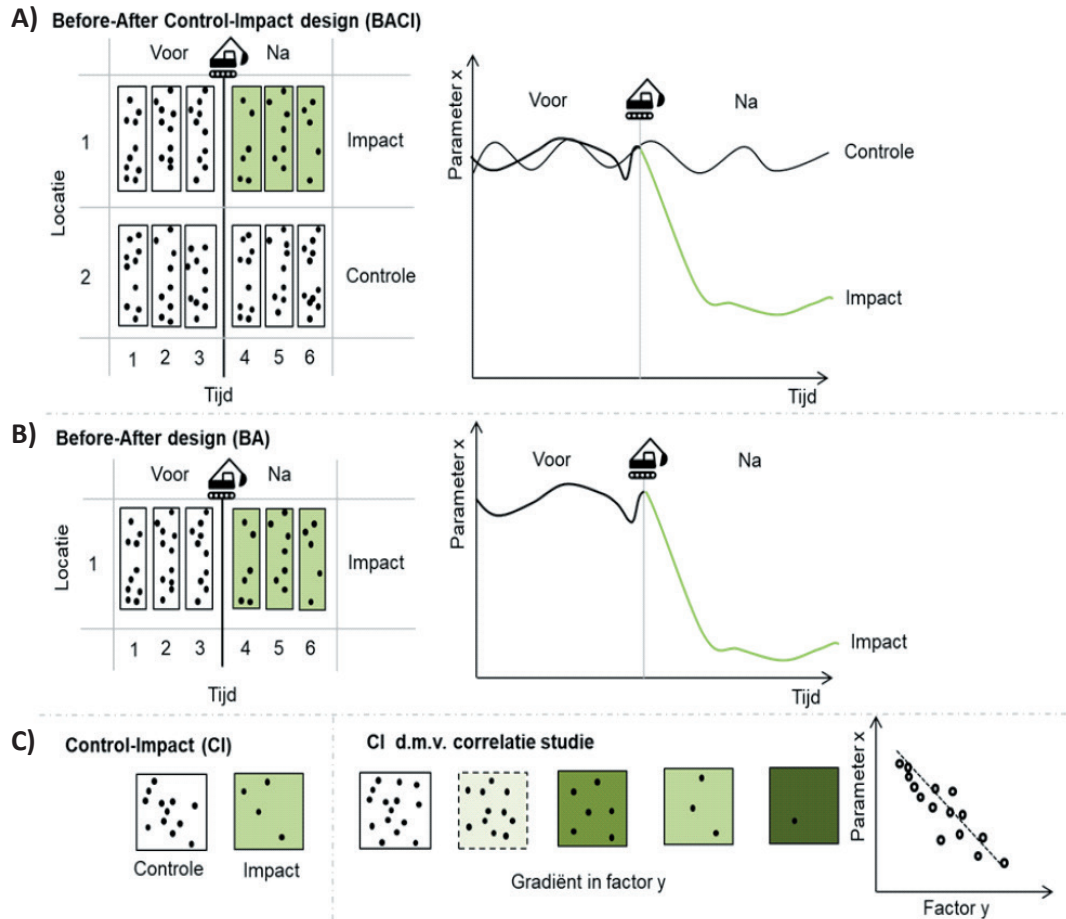 A) Before-After Control-Impact design (BACI)
Voor Na
Locatie
1 Impact
2 Controle
1 2 3 4 5 6
Tijd
Parameter x
Voor Na
Controle
Impact
Tijd
B) Before-After design (BA)
Voor Na
Locatie
1 Impact
1 2 3 4 5 6
Tijd
Parameter x
Voor Na
Impact
Tijd
C) Control-Impact (CI)
Controle Impact
CI d.m.v. correlatie studie
Gradiënt in factor y
Parameter x
Factor y